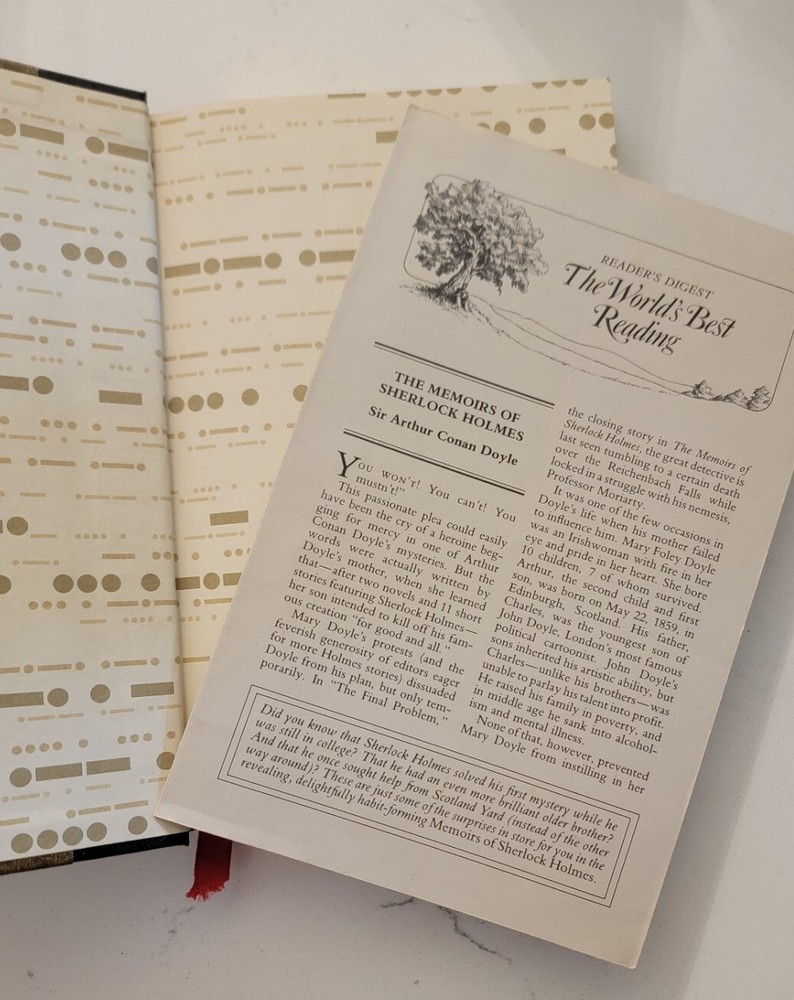 READER'S DIGEST
The World's Best
Reading
THE MEMOIRS OF
SHERLOCK HOLMES
Sir Arthur Conan Doyle
YOU WON'T! You can't! You
mustn't!"
This passionate plea could easily
have been the cry of a heroine beg-
ging for mercy in one of Arthur
Conan Doyle's mysteries. But the
words were actually written by
Doyle's mother, when she learned
that—after two novels and 11 short
stories featuring Sherlock Holmes—
her son intended to kill off his fam-
ous creation "for good and all."
Mary Doyle's protests (and the
feverish generosity of editors eager
for more Holmes stories) dissuaded
Doyle from his plan, but only tem-
porarily. In "The Final Problem,"
the closing story in The Memoirs of
Sherlock Holmes, the great detective is
last seen tumbling to a certain death
over the Reichenbach Falls while
locked in a struggle with his nemesis,
Professor Moriarty.
It was one of the few occasions in
Doyle's life when his mother failed
to influence him. Mary Foley Doyle
was an Irishwoman with fire in her
eye and pride in her heart. She bore
10 children, 7 of whom survived.
Arthur, the second child and first
son, was born on May 22, 1859, in
Edinburgh, Scotland. His father,
Charles, was the youngest son of
John Doyle, London's most famous
political cartoonist. John Doyle's
sons inherited his artistic ability, but
Charles—unlike his brothers—was
unable to parlay his talent into profit.
He raised his family in poverty, and
in middle age he sank into alcohol-
ism and mental illness.
None of that, however, prevented
Mary Doyle from instilling in her
Did you know that Sherlock Holmes solved his first mystery while he
was still in college? That he had an even more brilliant older brother?
And that he once sought help from Scotland Yard (instead of the other
way around)? These are just some of the surprises in store for you in the
revealing, delightfully habit-forming Memoirs of Sherlock Holmes.